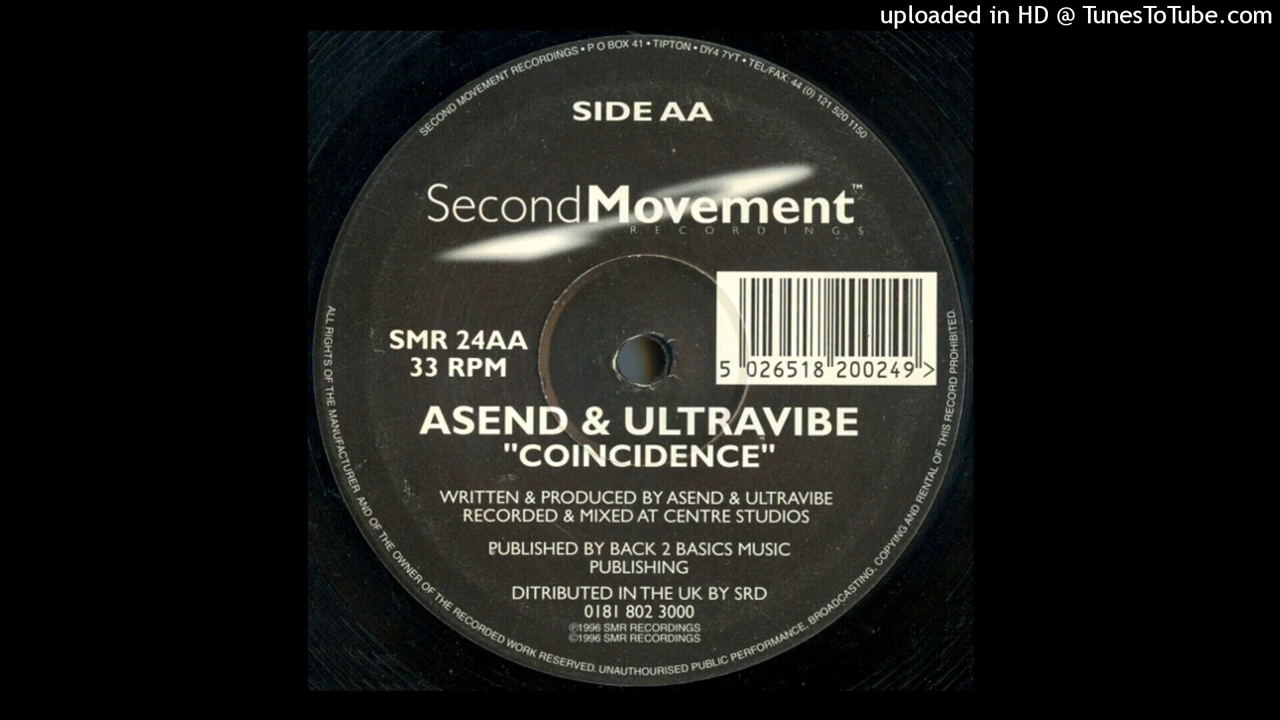 uploaded in HD @ TunesToTube.com
SECOND MOVEMENT RECORDINGS • P O BOX 41 • TIPTON • DY4 7YT • TEL/FAX: 44 (0) 121 520 1150
SIDE AA
SecondMovement™
RECORDINGS
SMR 24AA
33 RPM
5 026518 200249 >
ASEND & ULTRAVIBE
"COINCIDENCE"
WRITTEN & PRODUCED BY ASEND & ULTRAVIBE
RECORDED & MIXED AT CENTRE STUDIOS
PUBLISHED BY BACK 2 BASICS MUSIC
PUBLISHING
DITRIBUTED IN THE UK BY SRD
0181 802 3000
℗1996 SMR RECORDINGS
©1996 SMR RECORDINGS
ALL RIGHTS OF THE MANUFACTURER AND OF THE OWNER OF THE RECORDED WORK RESERVED. UNAUTHOURISED PUBLIC PERFORMANCE, BROADCASTING, COPYING AND RENTAL OF THIS RECORD PROHIBITED.